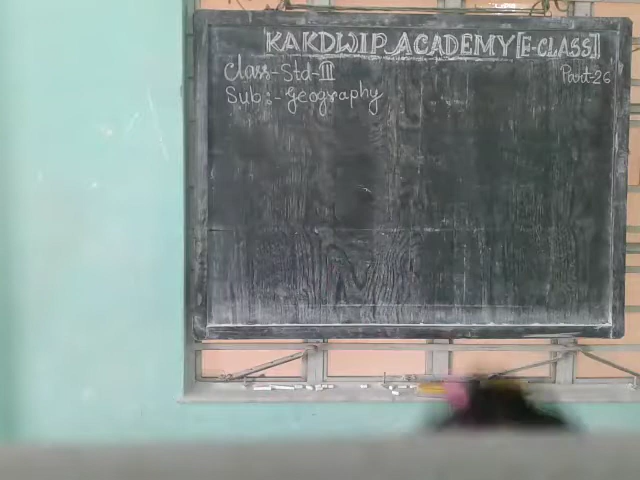 KAKDWIP ACADEMY [E-CLASS]
Class-Std-III
Part-26
Sub:- Geography